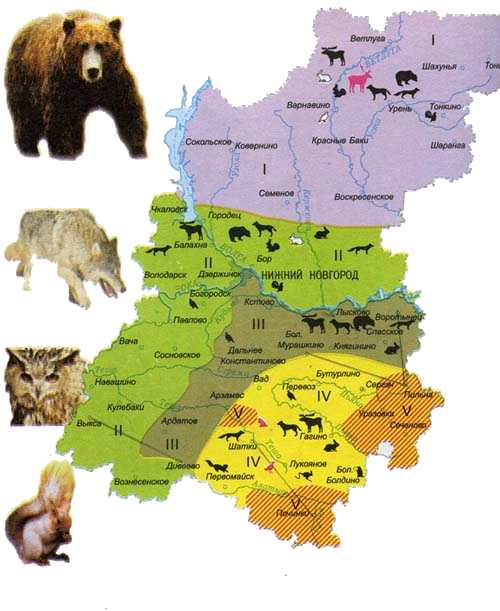 Ветлуга
I
ВЕТЛУГА
Шахунья
Варнавино
Урень
Тонкино
Сокольское
Ковернино
Красные Баки
Шаранга
I
Семенов
Воскресенское
Чкаловск
Городец
Балахна
II
Бор
II
Володарск
Дзержинск
НИЖНИЙ НОВГОРОД
Богородск
Кстово
Павлово
III
Лысково
Воротынец
Бол.
Мурашкино
Спасское
Вача
Дальнее
Княгинино
Сосновское
Константиново
Навашино
Вад
Бутурлино
Сергач
Пильна
Перевоз
IV
Кулебаки
Арзамас
Уразовка
V
Выкса
II
Ардатов
V
Гагино
Сеченово
III
Шатки
Дивеево
IV
Лукоянов
Бол.
Болдино
Вознесенское
Первомайск
V
Починки